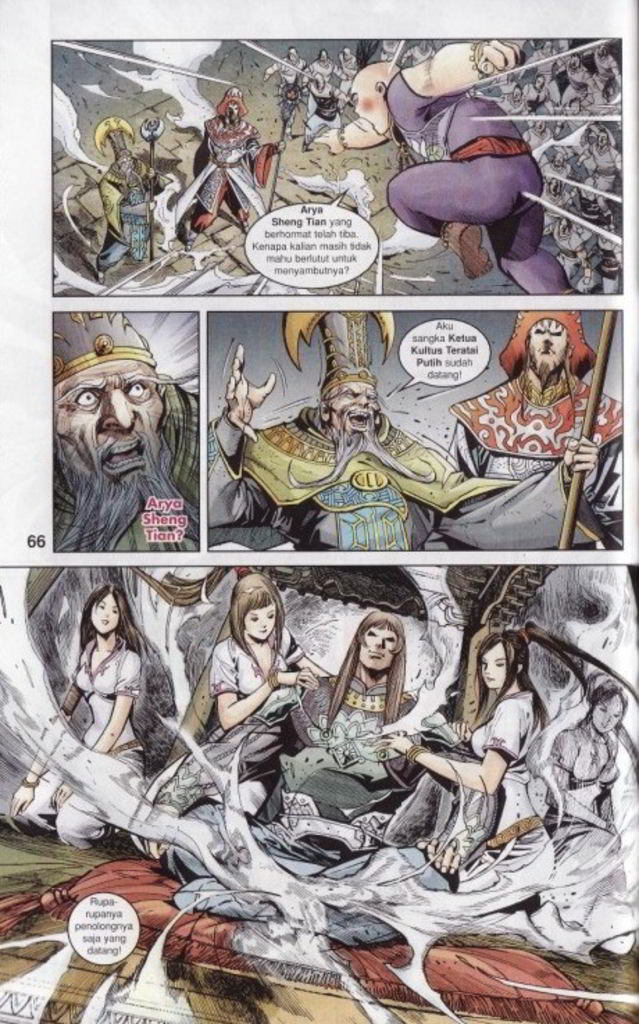 Arya
Sheng Tian yang
berhormat telah tiba.
Kenapa kalian masih tidak
mahu berlutut untuk
menyambutnya?
Arya
Sheng
Tian?
Aku
sangka Ketua
Kultus Teratai
Putih sudah
datang!
66
Rupa-
rupanya
penolongnya
saja yang
datang!